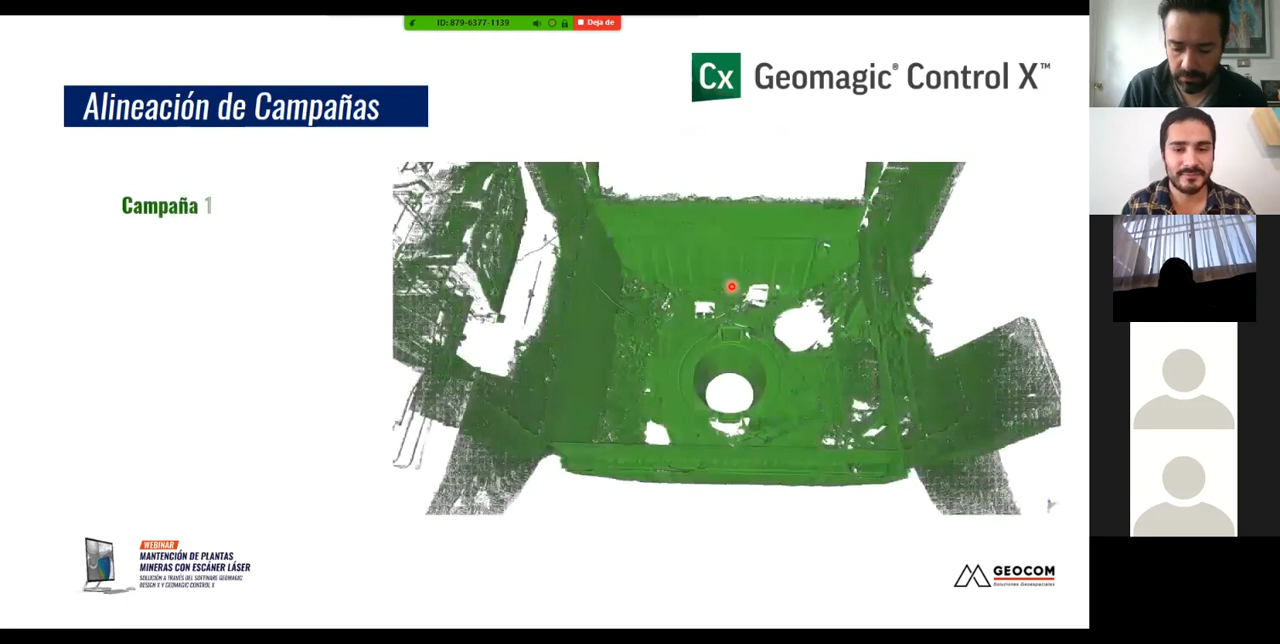 ID: 879-6377-1139
Deja de
Cx Geomagic® Control X™
Alineación de Campañas
Campaña 1
WEBINAR
MANTENCIÓN DE PLANTAS
MINERAS CON ESCÁNER LÁSER
SOLUCIÓN A TRAVÉS DEL SOFTWARE GEOMAGIC
DESIGN X Y GEOMAGIC CONTROL X
GEOCOM
Soluciones Geoespaciales